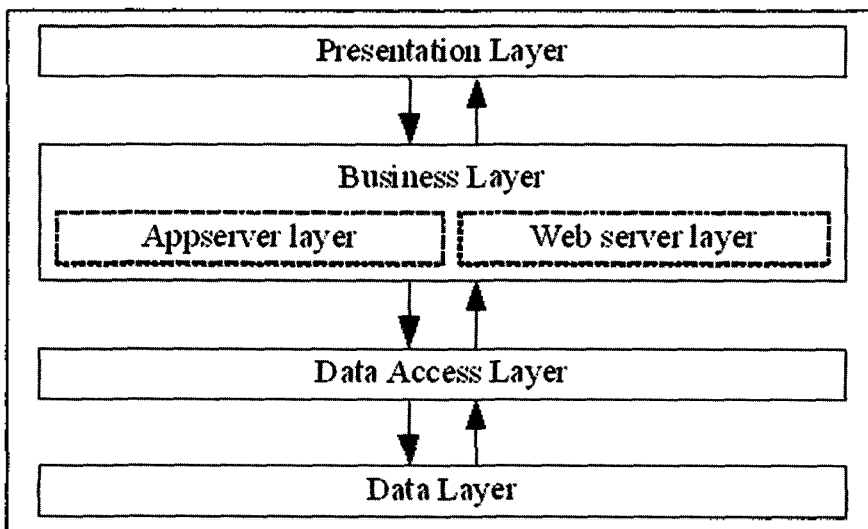 Presentation Layer
Business Layer
Appserver layer
Web server layer
Data Access Layer
Data Layer